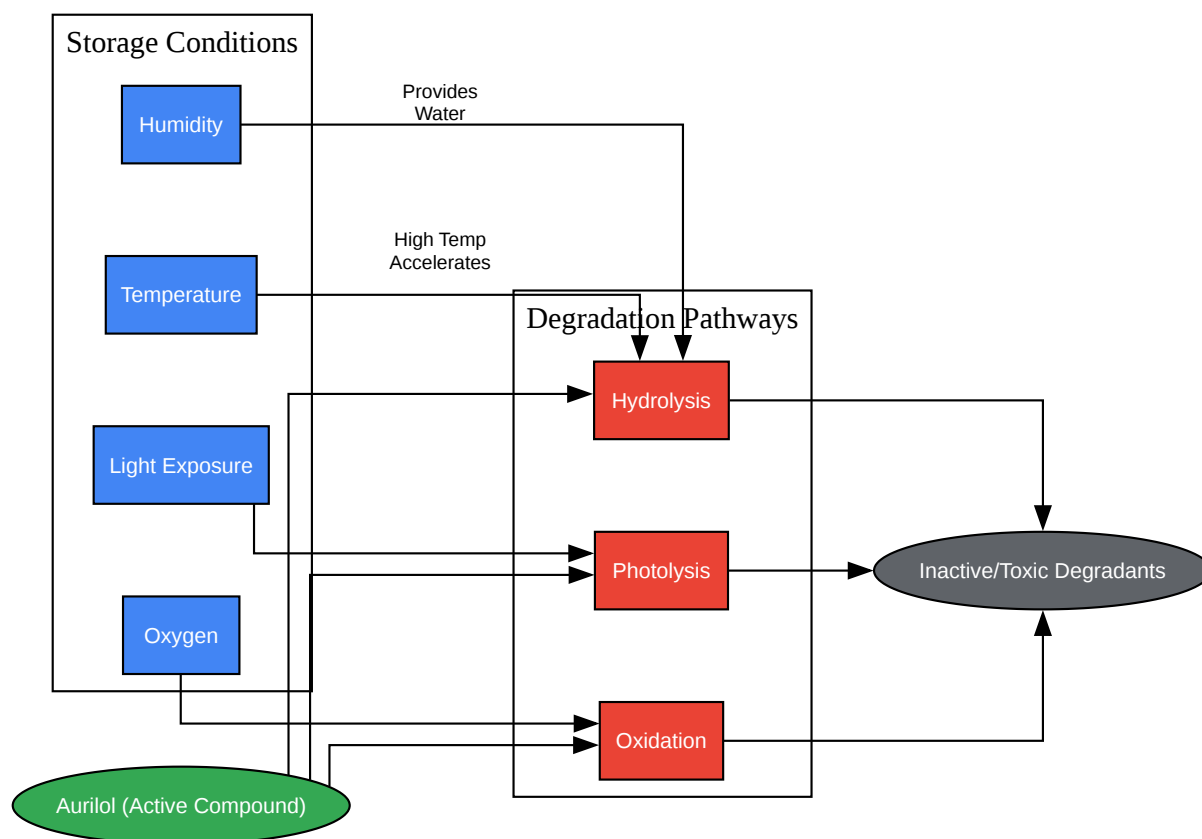 Storage Conditions
Humidity
Provides
Water
Temperature
High Temp
Accelerates
Degradation Pathways
Hydrolysis
Light Exposure
Photolysis
Inactive/Toxic Degradants
Oxygen
Oxidation
Aurilol (Active Compound)